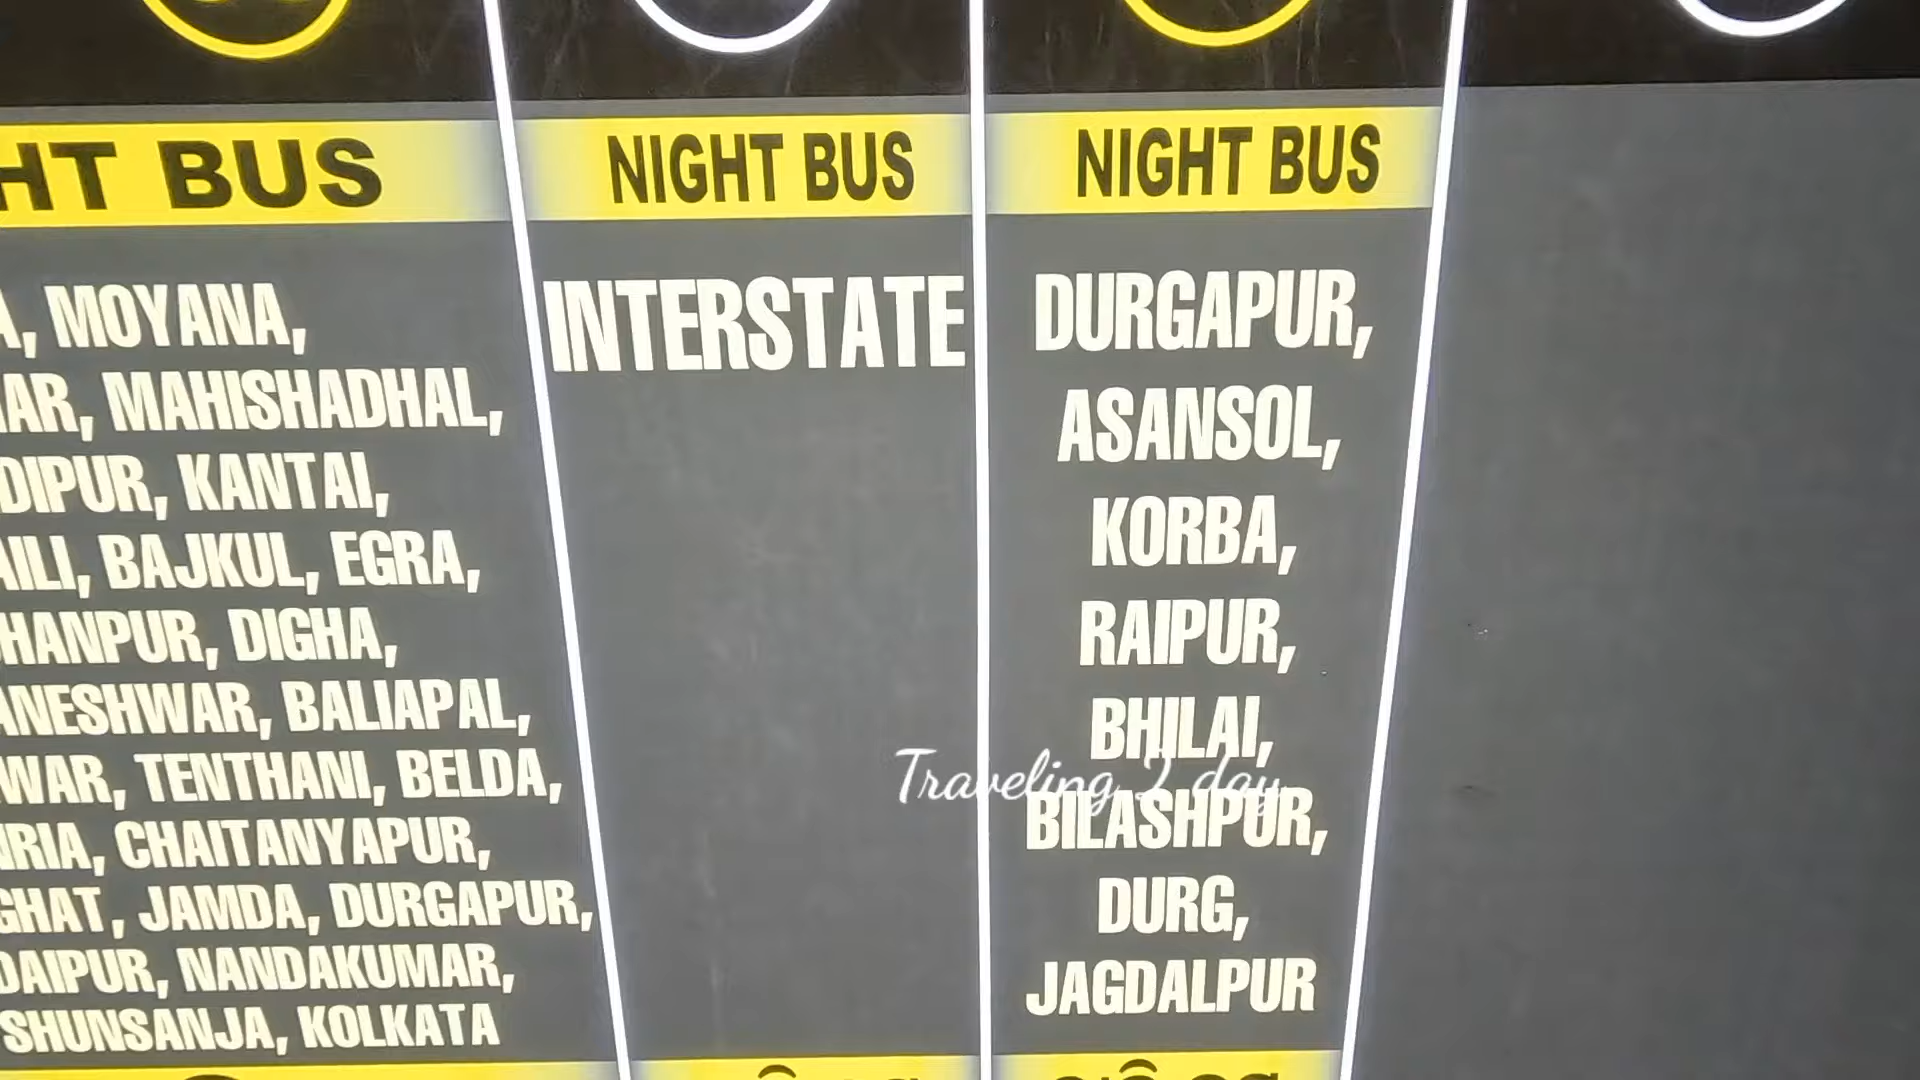 HT BUS
A, MOYANA,
AR, MAHISHADHAL,
DIPUR, KANTAI,
AILI, BAJKUL, EGRA,
HANPUR, DIGHA,
ANESHWAR, BALIAPAL,
WAR, TENTHANI, BELDA,
RIA, CHAITANYAPUR,
GHAT, JAMDA, DURGAPUR,
DAIPUR, NANDAKUMAR,
SHUNSANJA, KOLKATA
NIGHT BUS
INTERSTATE
NIGHT BUS
DURGAPUR,
ASANSOL,
KORBA,
RAIPUR,
BHILAI,
BILASHPUR,
DURG,
JAGDALPUR
Traveling 2 day